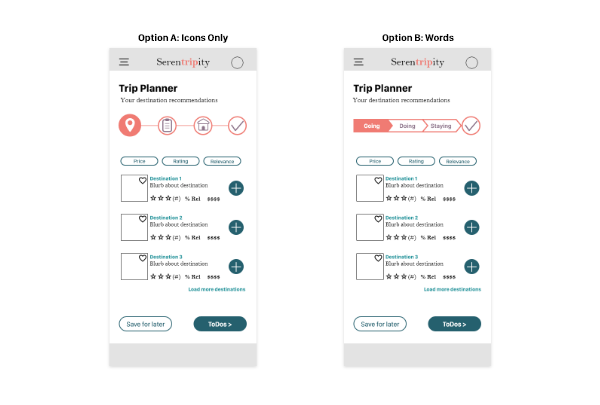 Option A: Icons Only
Serentripity
Trip Planner
Your destination recommendations
Price Rating Relevance
Destination 1
Blurb about destination
(#) % Rel $$$$
Destination 2
Blurb about destination
(#) % Rel $$$$
Destination 3
Blurb about destination
(#) % Rel $$$$
Load more destinations
Save for later ToDos >
Option B: Words
Serentripity
Trip Planner
Your destination recommendations
Going Doing Staying
Price Rating Relevance
Destination 1
Blurb about destination
(#) % Rel $$$$
Destination 2
Blurb about destination
(#) % Rel $$$$
Destination 3
Blurb about destination
(#) % Rel $$$$
Load more destinations
Save for later ToDos >